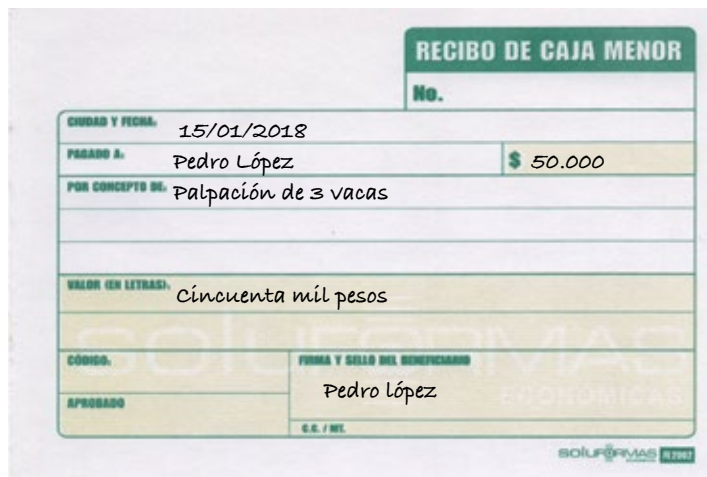 RECIBO DE CAJA MENOR
No.
CIUDAD Y FECHA: 15/01/2018
PAGADO A: Pedro López $ 50.000
POR CONCEPTO DE: Palpación de 3 vacas
VALOR (EN LETRAS): Cincuenta mil pesos
SOLUFORMAS
ECONOMICAS
CÓDIGO: FIRMA Y SELLO DEL BENEFICIARIO
Pedro lópez
APROBADO
C.C. / NIT.
SOLUFORMAS